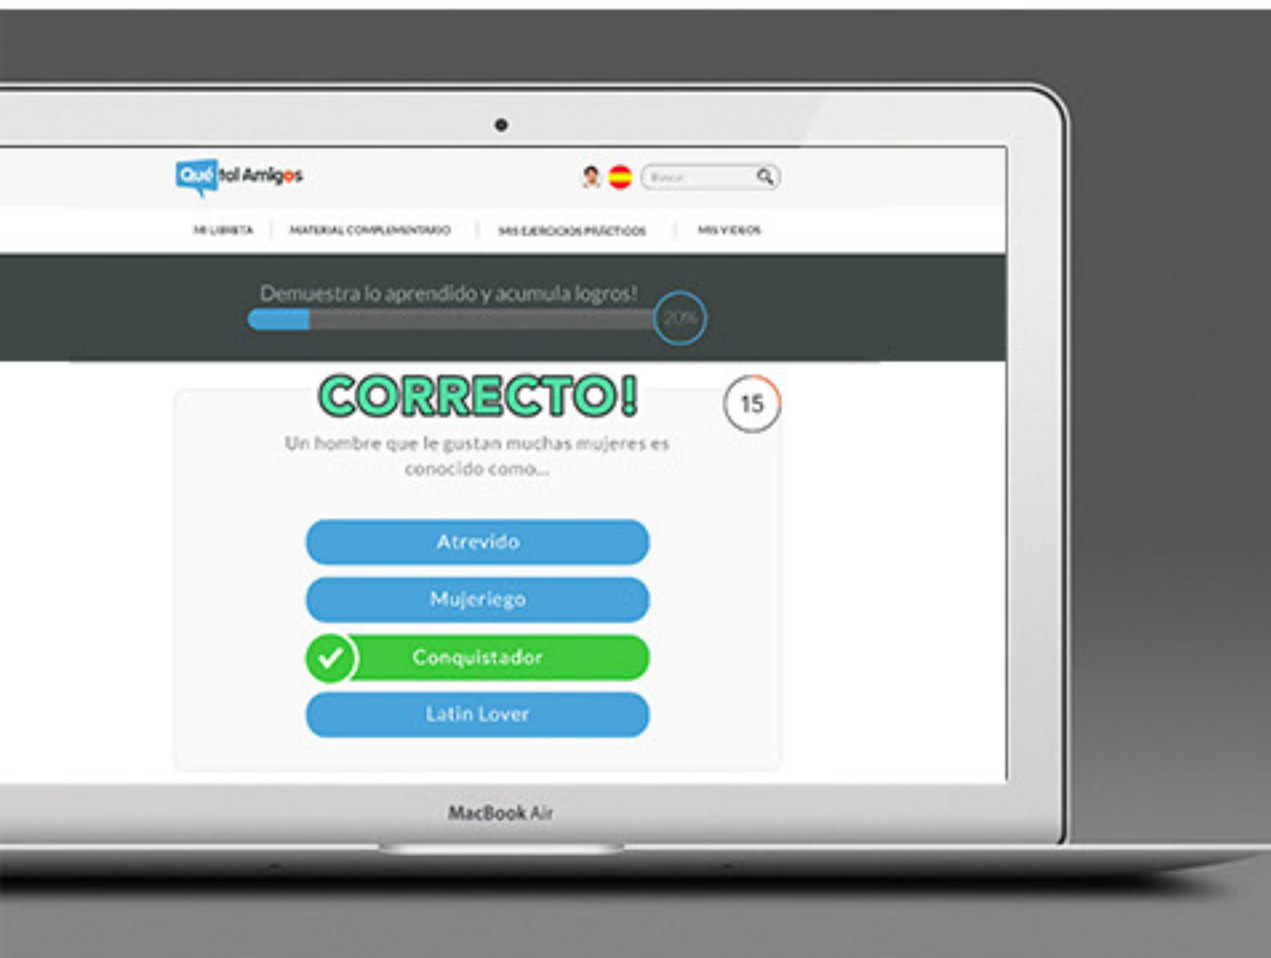 Qué tal Amigos
Buscar
MI LIBRETA
MATERIAL COMPLEMENTARIO
MIS EJERCICIOS PRÁCTICOS
MIS VIDEOS
Demuestra lo aprendido y acumula logros!
20%
CORRECTO!
15
Un hombre que le gustan muchas mujeres es
conocido como...
Atrevido
Mujeriego
Conquistador
Latin Lover
MacBook Air